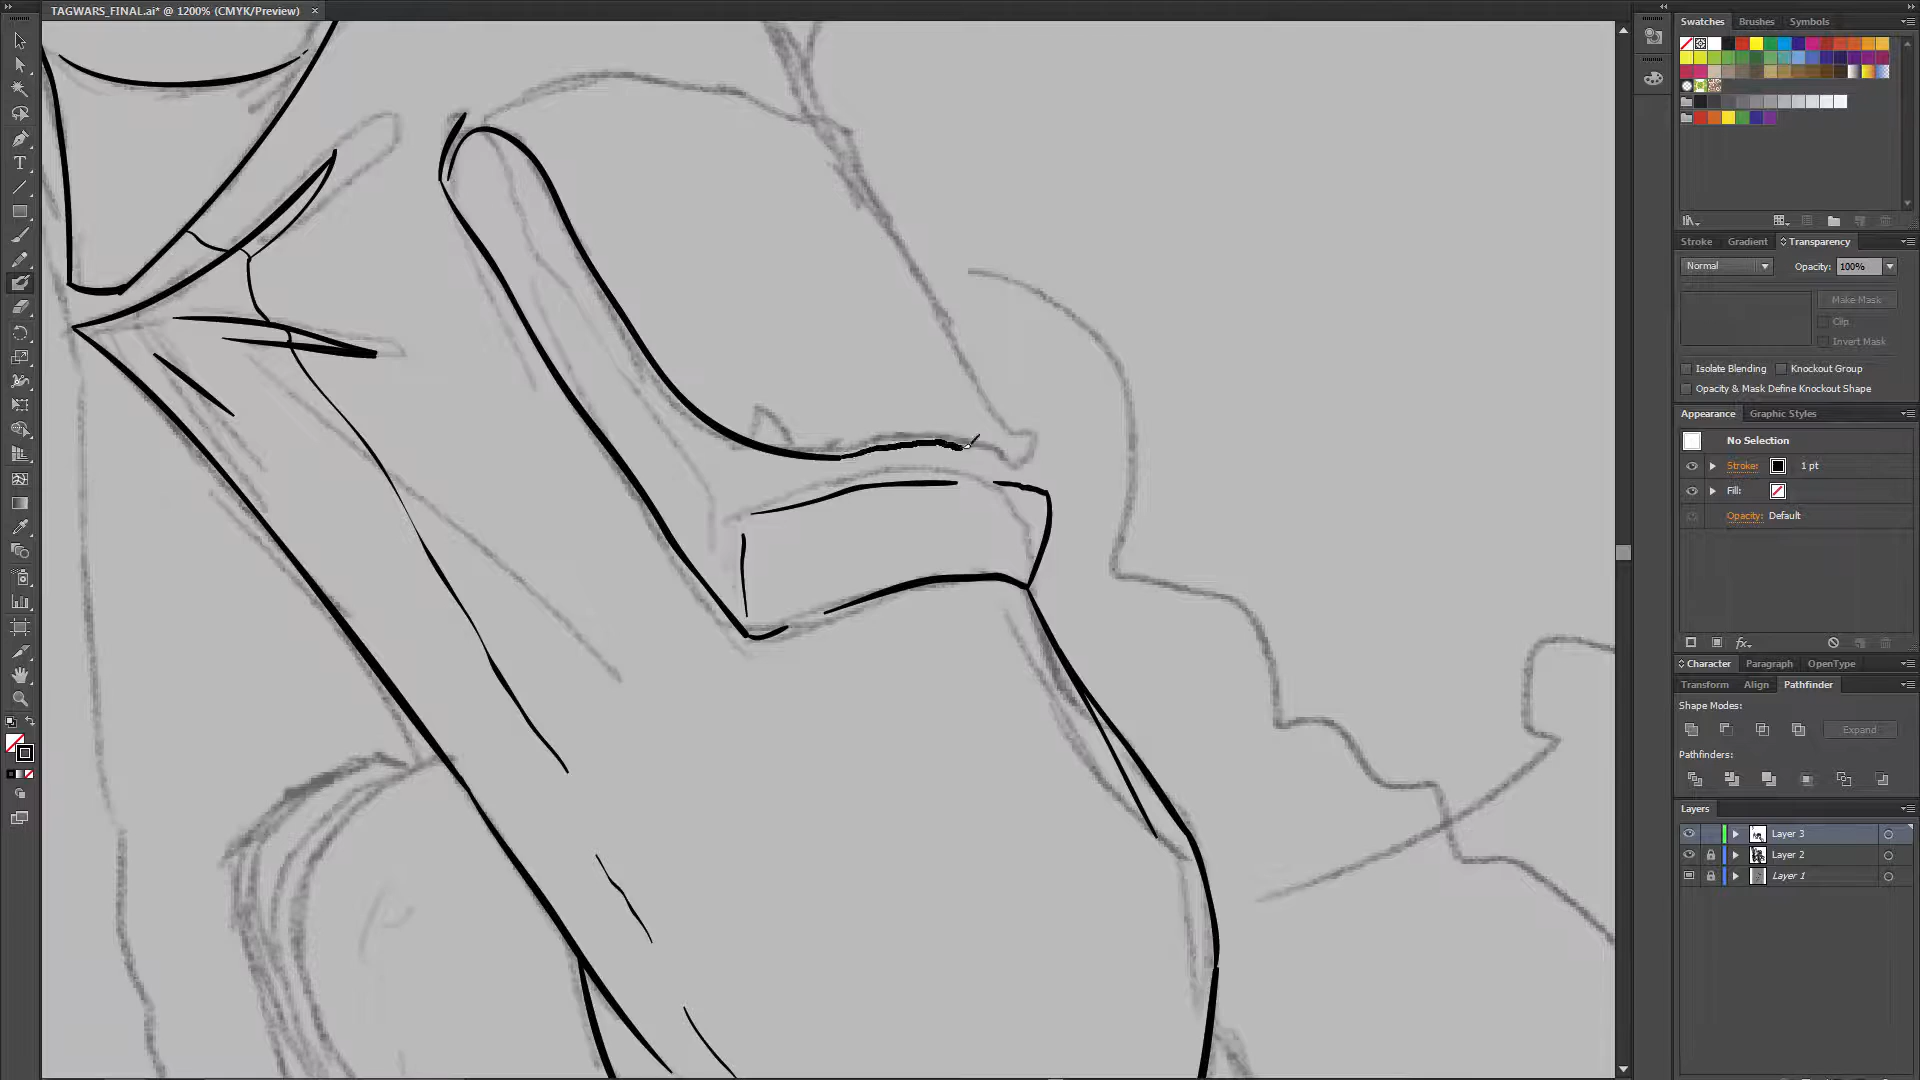 TAGWARS_FINAL.ai* @ 1200% (CMYK/Preview)
Swatches Brushes Symbols
Stroke Gradient Transparency
Normal Opacity: 100%
Make Mask
Clip
Invert Mask
Isolate Blending Knockout Group
Opacity & Mask Define Knockout Shape
Appearance Graphic Styles
No Selection
Stroke: 1 pt
Fill:
Opacity: Default
fx
Character Paragraph OpenType
Transform Align Pathfinder
Shape Modes:
Expand
Pathfinders:
Layers
Layer 3
Layer 2
Layer 1